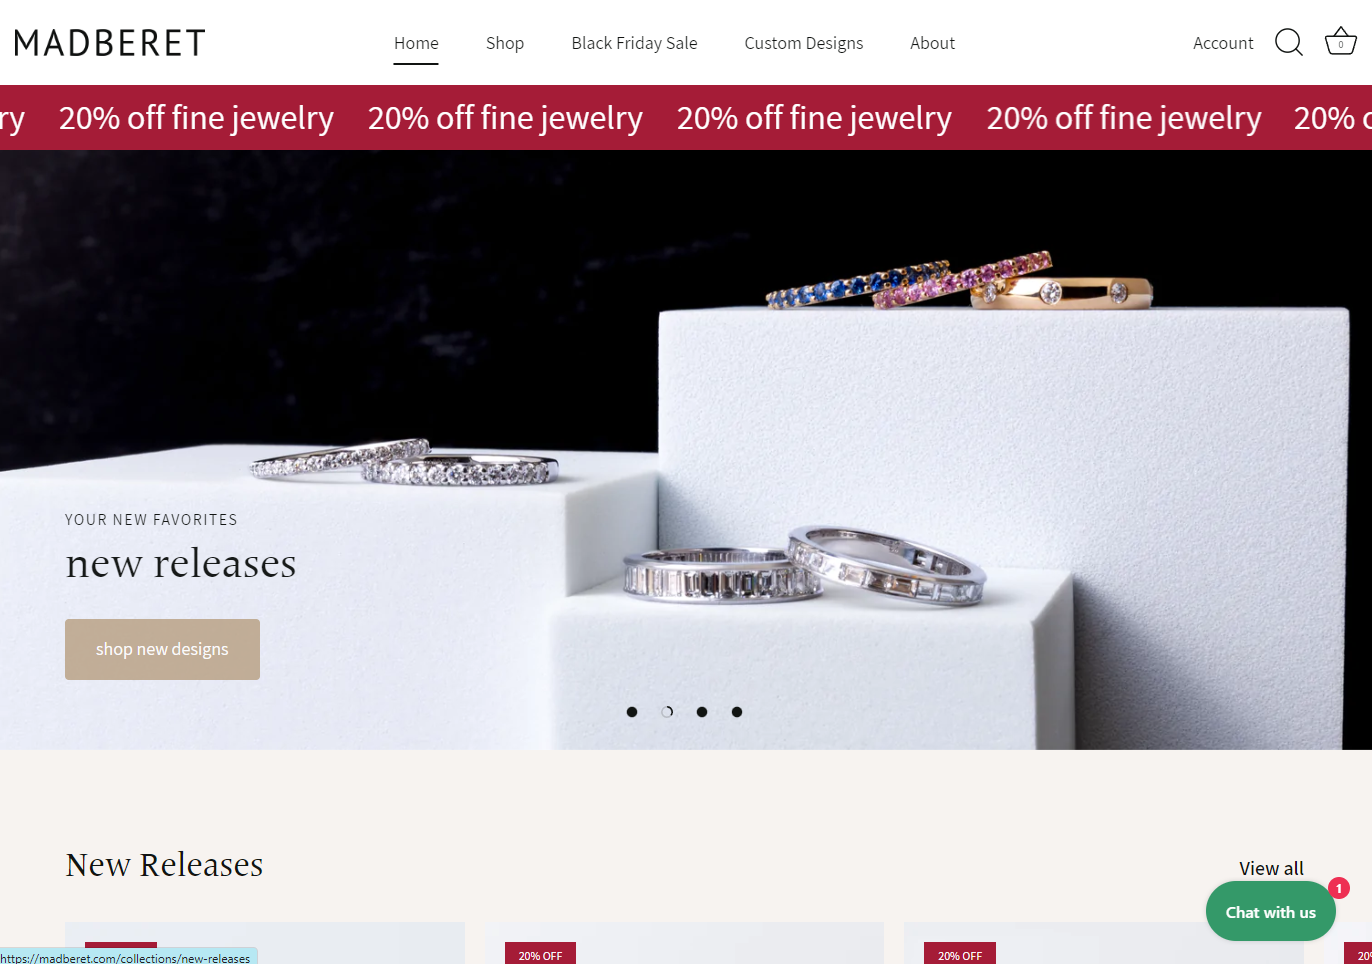 MADBERET
Home Shop Black Friday Sale Custom Designs About Account 0
ry 20% off fine jewelry 20% off fine jewelry 20% off fine jewelry 20% off fine jewelry 20% o
YOUR NEW FAVORITES
new releases
shop new designs
New Releases
View all
1
Chat with us
20% OFF
20% OFF
20
https://madberet.com/collections/new-releases